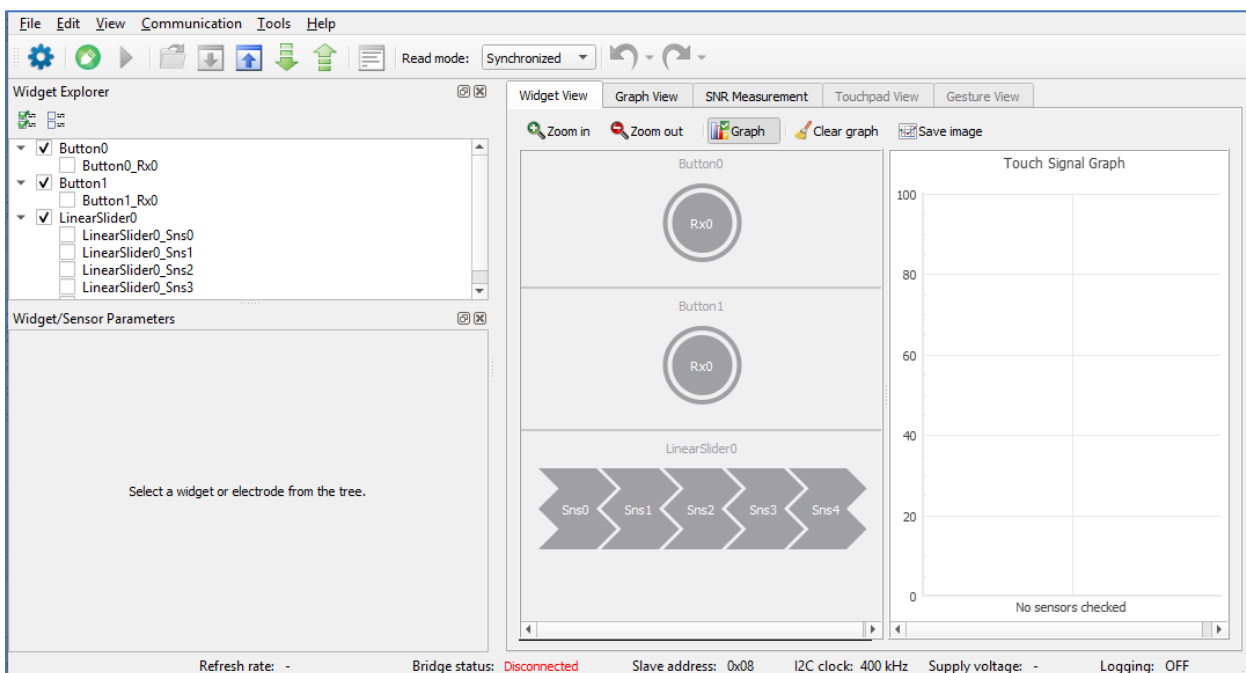 File Edit View Communication Tools Help
Read mode: Synchronized
Widget Explorer
Button0
Button0_Rx0
Button1
Button1_Rx0
LinearSlider0
LinearSlider0_Sns0
LinearSlider0_Sns1
LinearSlider0_Sns2
LinearSlider0_Sns3
Widget/Sensor Parameters
Select a widget or electrode from the tree.
Widget View Graph View SNR Measurement Touchpad View Gesture View
Zoom in Zoom out Graph Clear graph Save image
Button0
Rx0
Button1
Rx0
LinearSlider0
Sns0 Sns1 Sns2 Sns3 Sns4
Touch Signal Graph
100
80
60
40
20
0
No sensors checked
Refresh rate: - Bridge status: Disconnected Slave address: 0x08 I2C clock: 400 kHz Supply voltage: - Logging: OFF